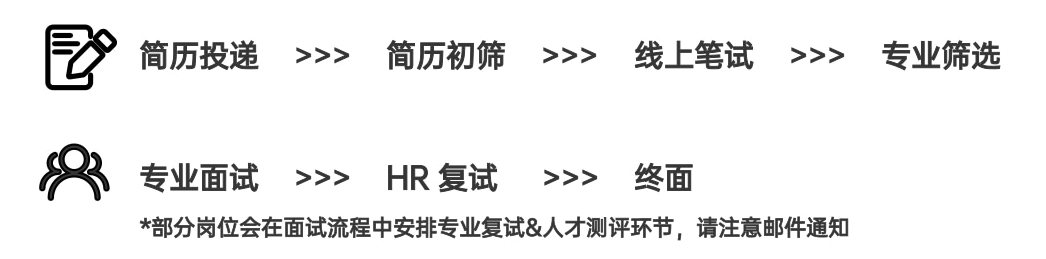 简历投递 >>> 简历初筛 >>> 线上笔试 >>> 专业筛选
专业面试 >>> HR 复试 >>> 终面
*部分岗位会在面试流程中安排专业复试&人才测评环节，请注意邮件通知